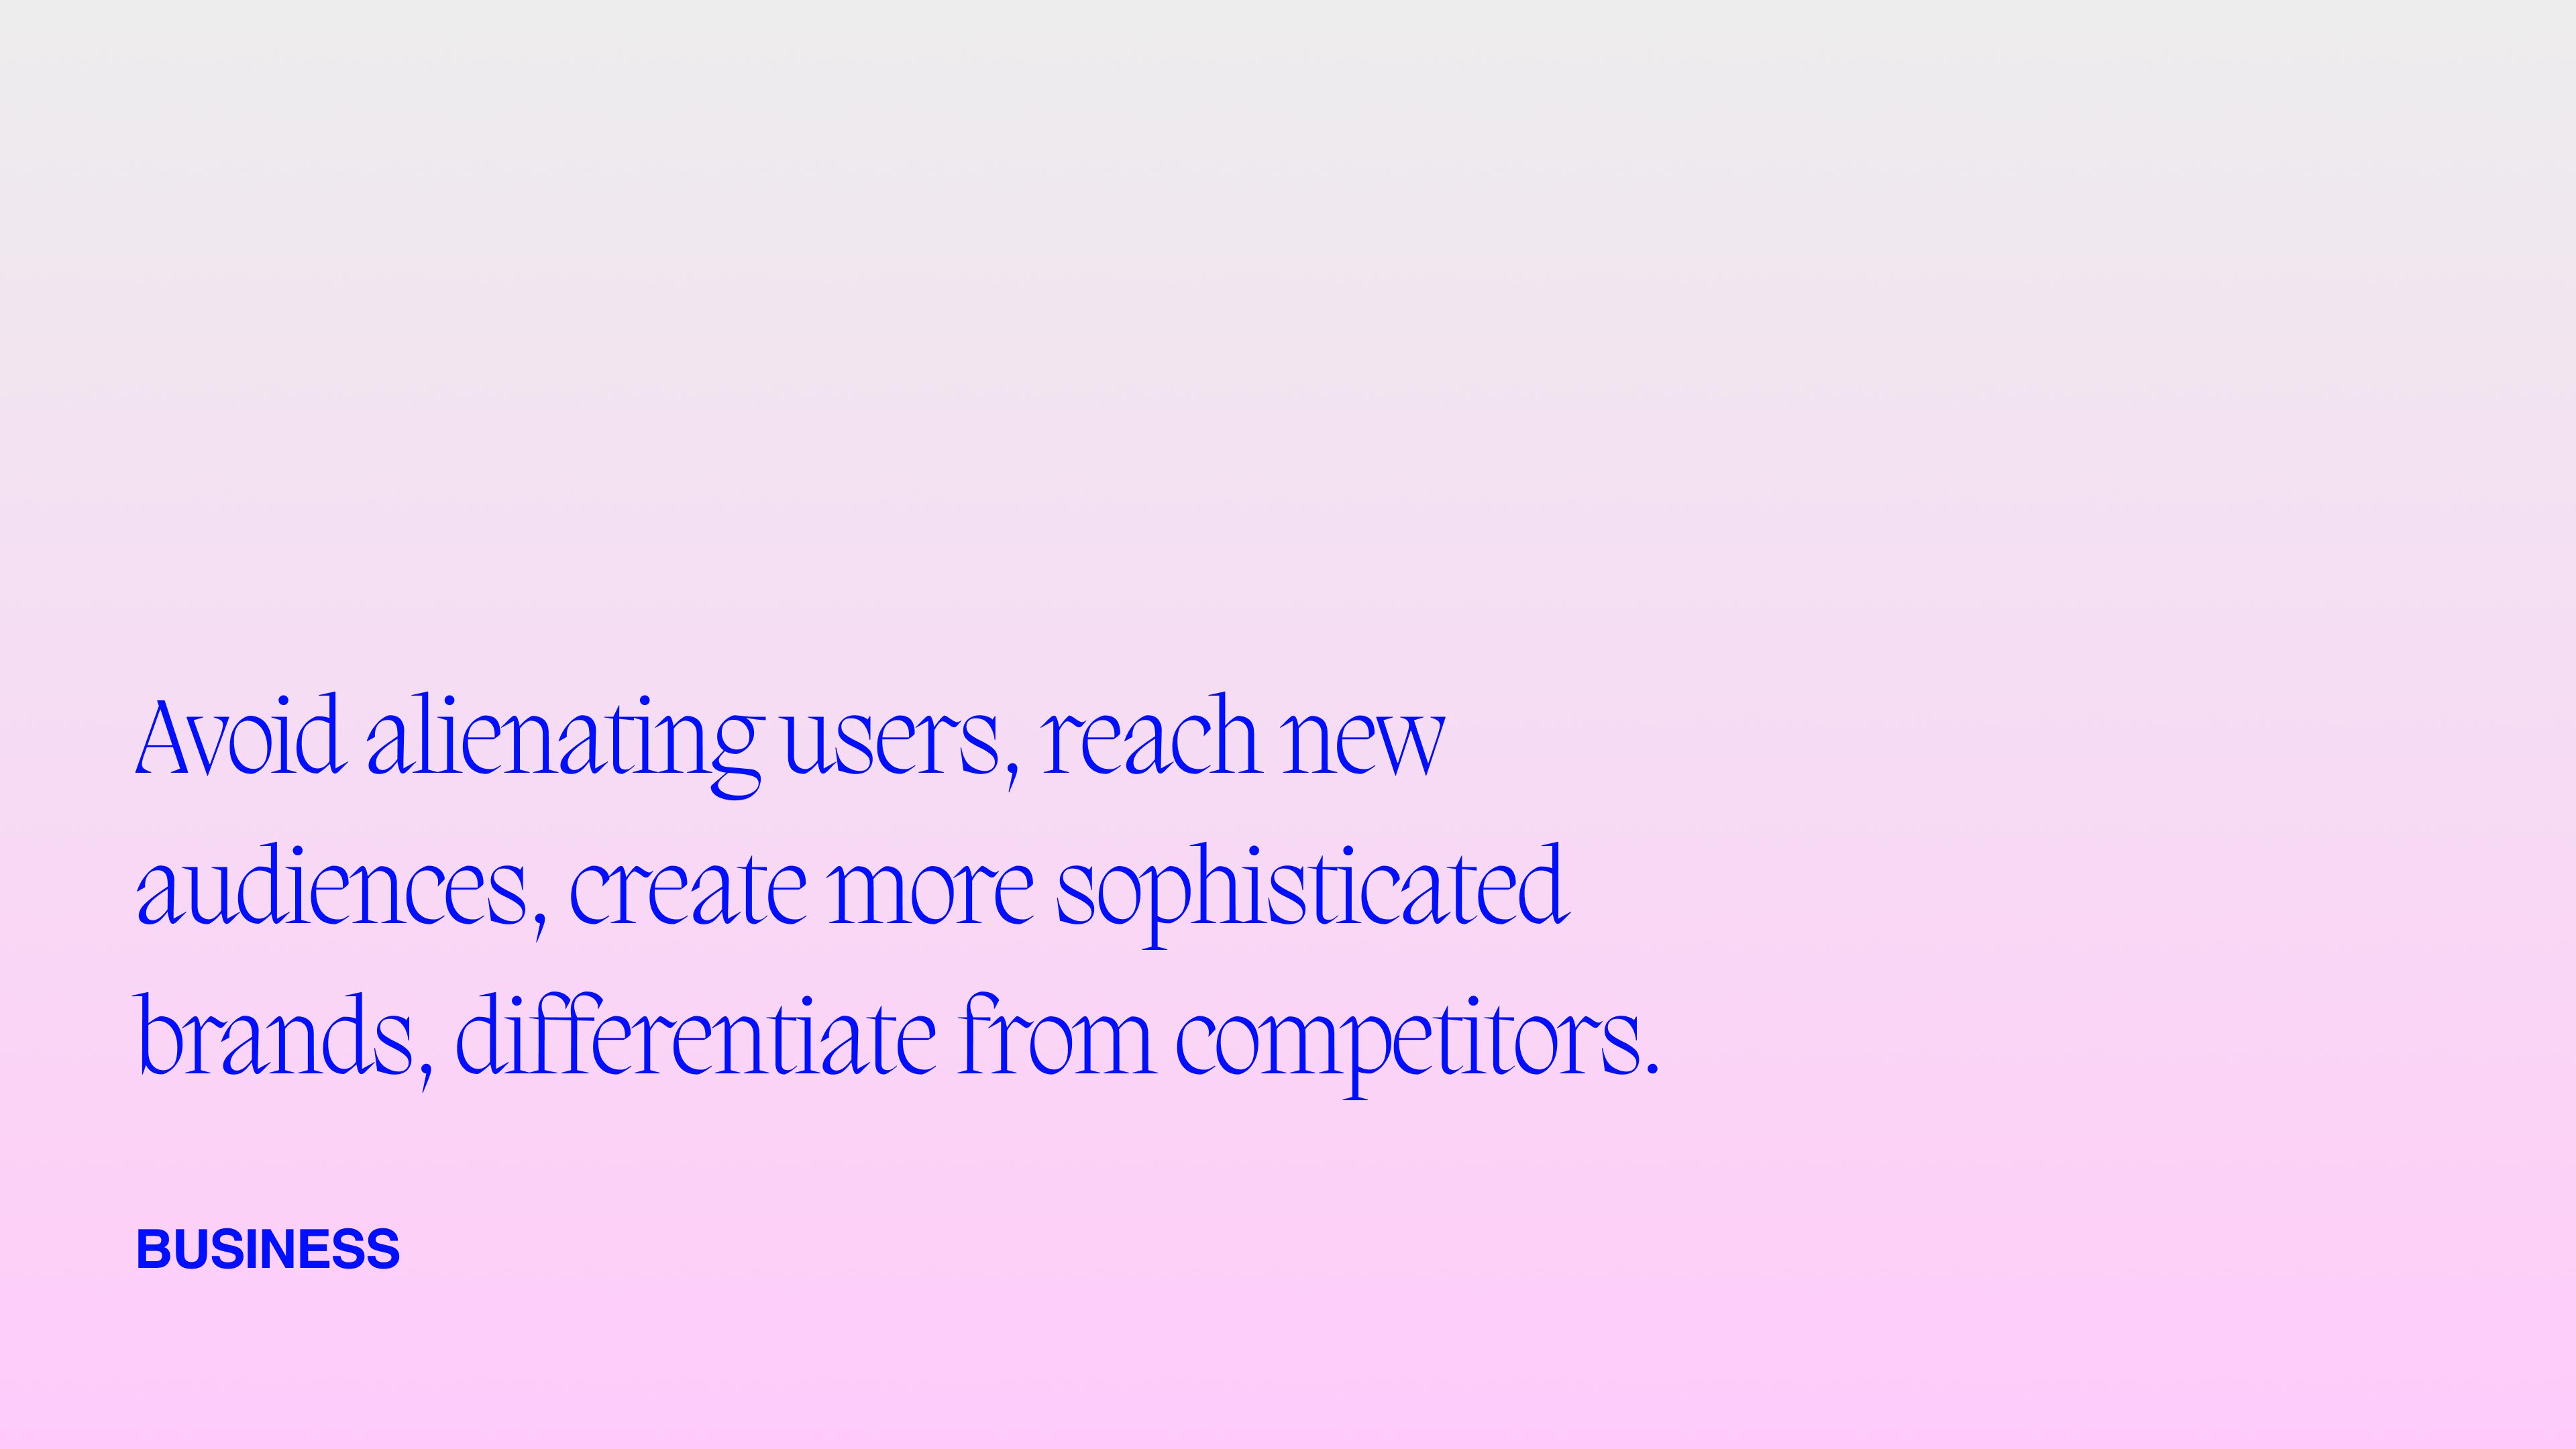 Avoid alienating users, reach new
audiences, create more sophisticated
brands, differentiate from competitors.
BUSINESS